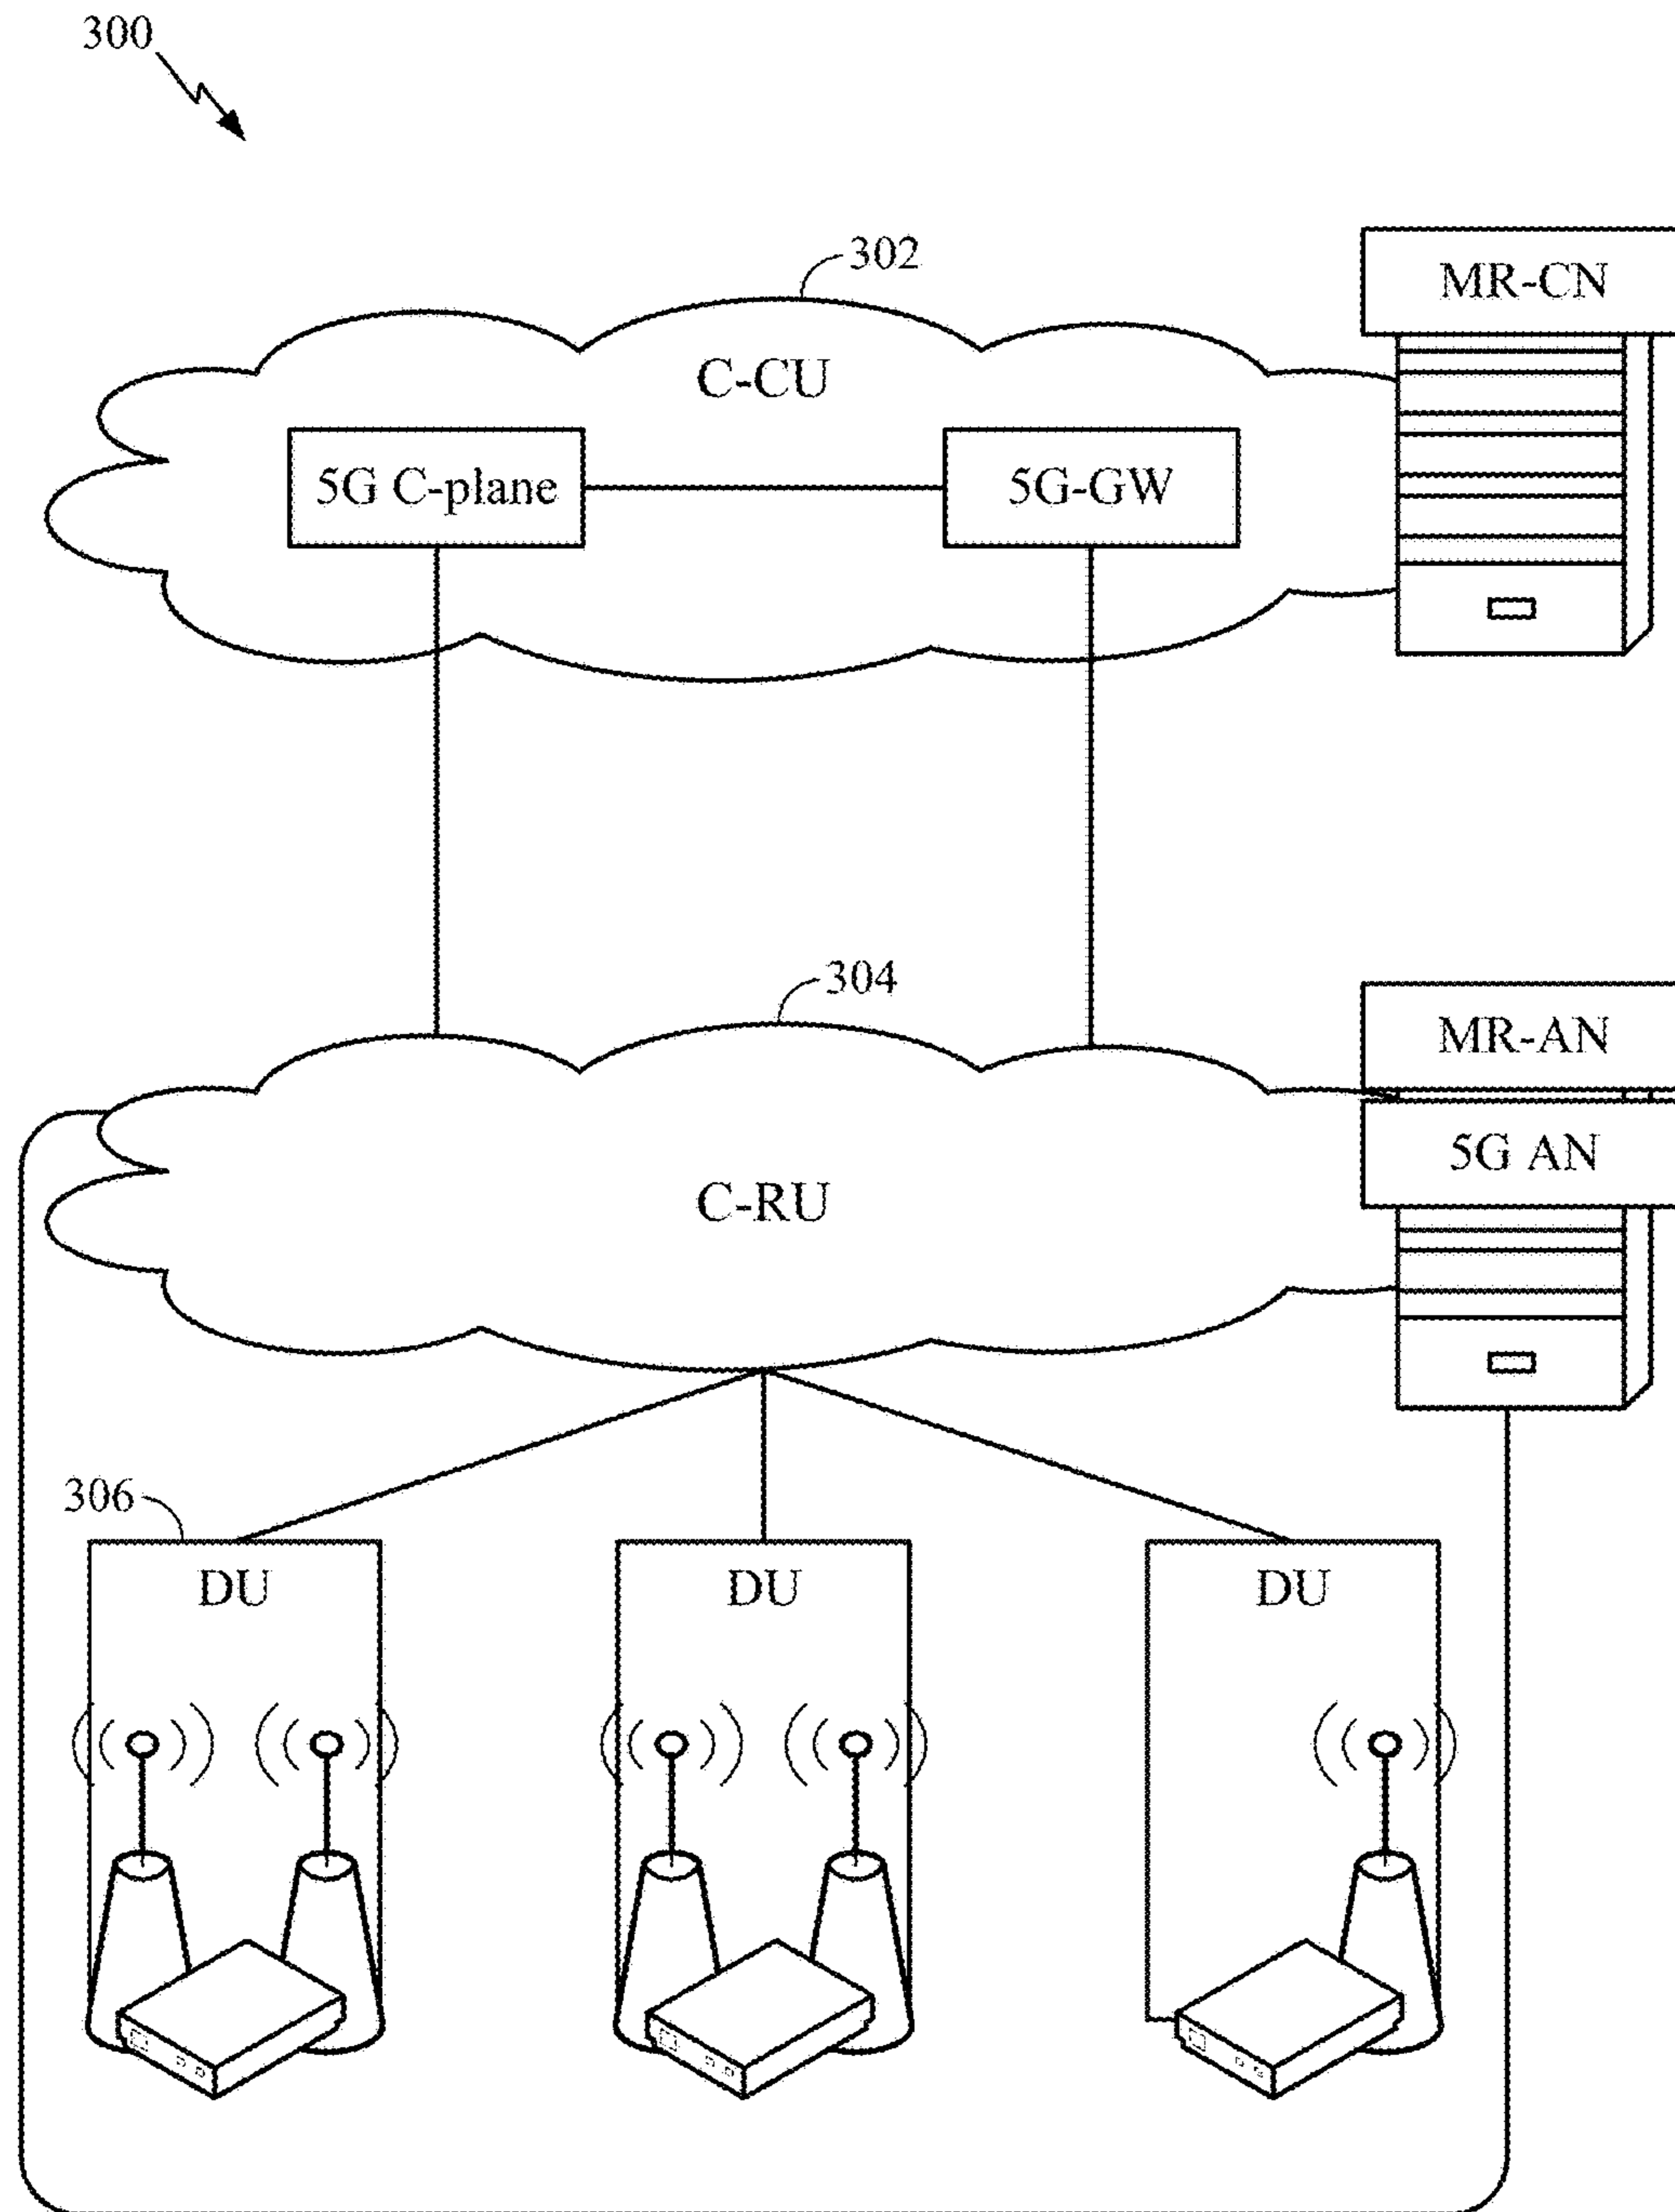 300
302
MR-CN
C-CU
5G C-plane
5G-GW
304
MR-AN
5G AN
C-RU
306
DU
DU
DU